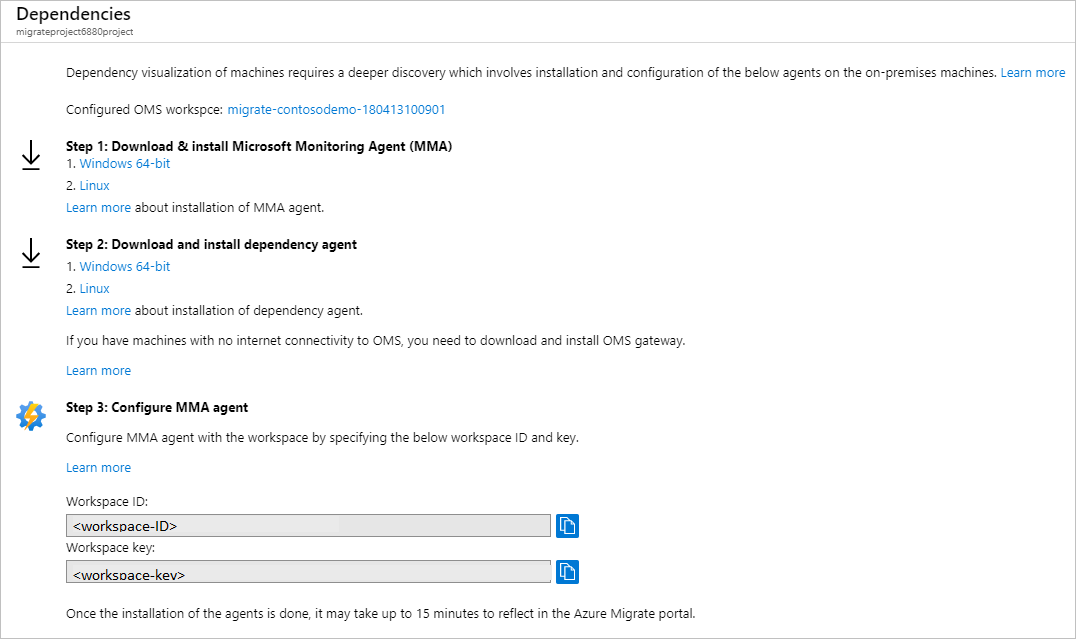 Dependencies
migrateproject6880project
Dependency visualization of machines requires a deeper discovery which involves installation and configuration of the below agents on the on-premises machines. Learn more
Configured OMS workspce: migrate-contosodemo-180413100901
Step 1: Download & install Microsoft Monitoring Agent (MMA)
1. Windows 64-bit
2. Linux
Learn more about installation of MMA agent.
Step 2: Download and install dependency agent
1. Windows 64-bit
2. Linux
Learn more about installation of dependency agent.
If you have machines with no internet connectivity to OMS, you need to download and install OMS gateway.
Learn more
Step 3: Configure MMA agent
Configure MMA agent with the workspace by specifying the below workspace ID and key.
Learn more
Workspace ID:
<workspace-ID>
Workspace key:
<workspace-key>
Once the installation of the agents is done, it may take up to 15 minutes to reflect in the Azure Migrate portal.